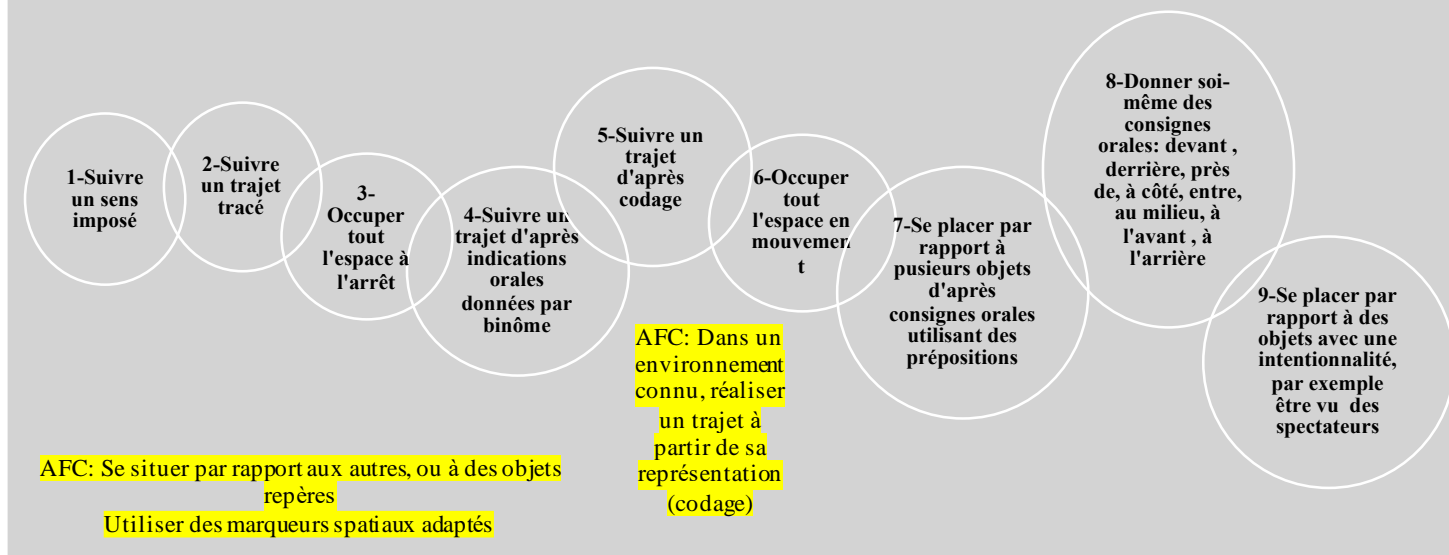 1-Suivre
un sens
imposé
2-Suivre
un trajet
tracé
3-
Occuper
tout
l'espace à
l'arrêt
4-Suivre un
trajet d'après
indications
orales
données par
binôme
5-Suivre un
trajet
d'après
codage
6-Occuper
tout
l'espace en
mouvemen
t
7-Se placer par
rapport à
pusieurs objets
d'après
consignes orales
utilisant des
prépositions
8-Donner soi-
même des
consignes
orales: devant ,
derrière, près
de, à côté, entre,
au milieu, à
l'avant , à
l'arrière
9-Se placer par
rapport à des
objets avec une
intentionnalité,
par exemple
être vu des
spectateurs
AFC: Se situer par rapport aux autres, ou à des objets
repères
Utiliser des marqueurs spatiaux adaptés
AFC: Dans un
environnement
connu, réaliser
un trajet à
partir de sa
représentation
(codage)